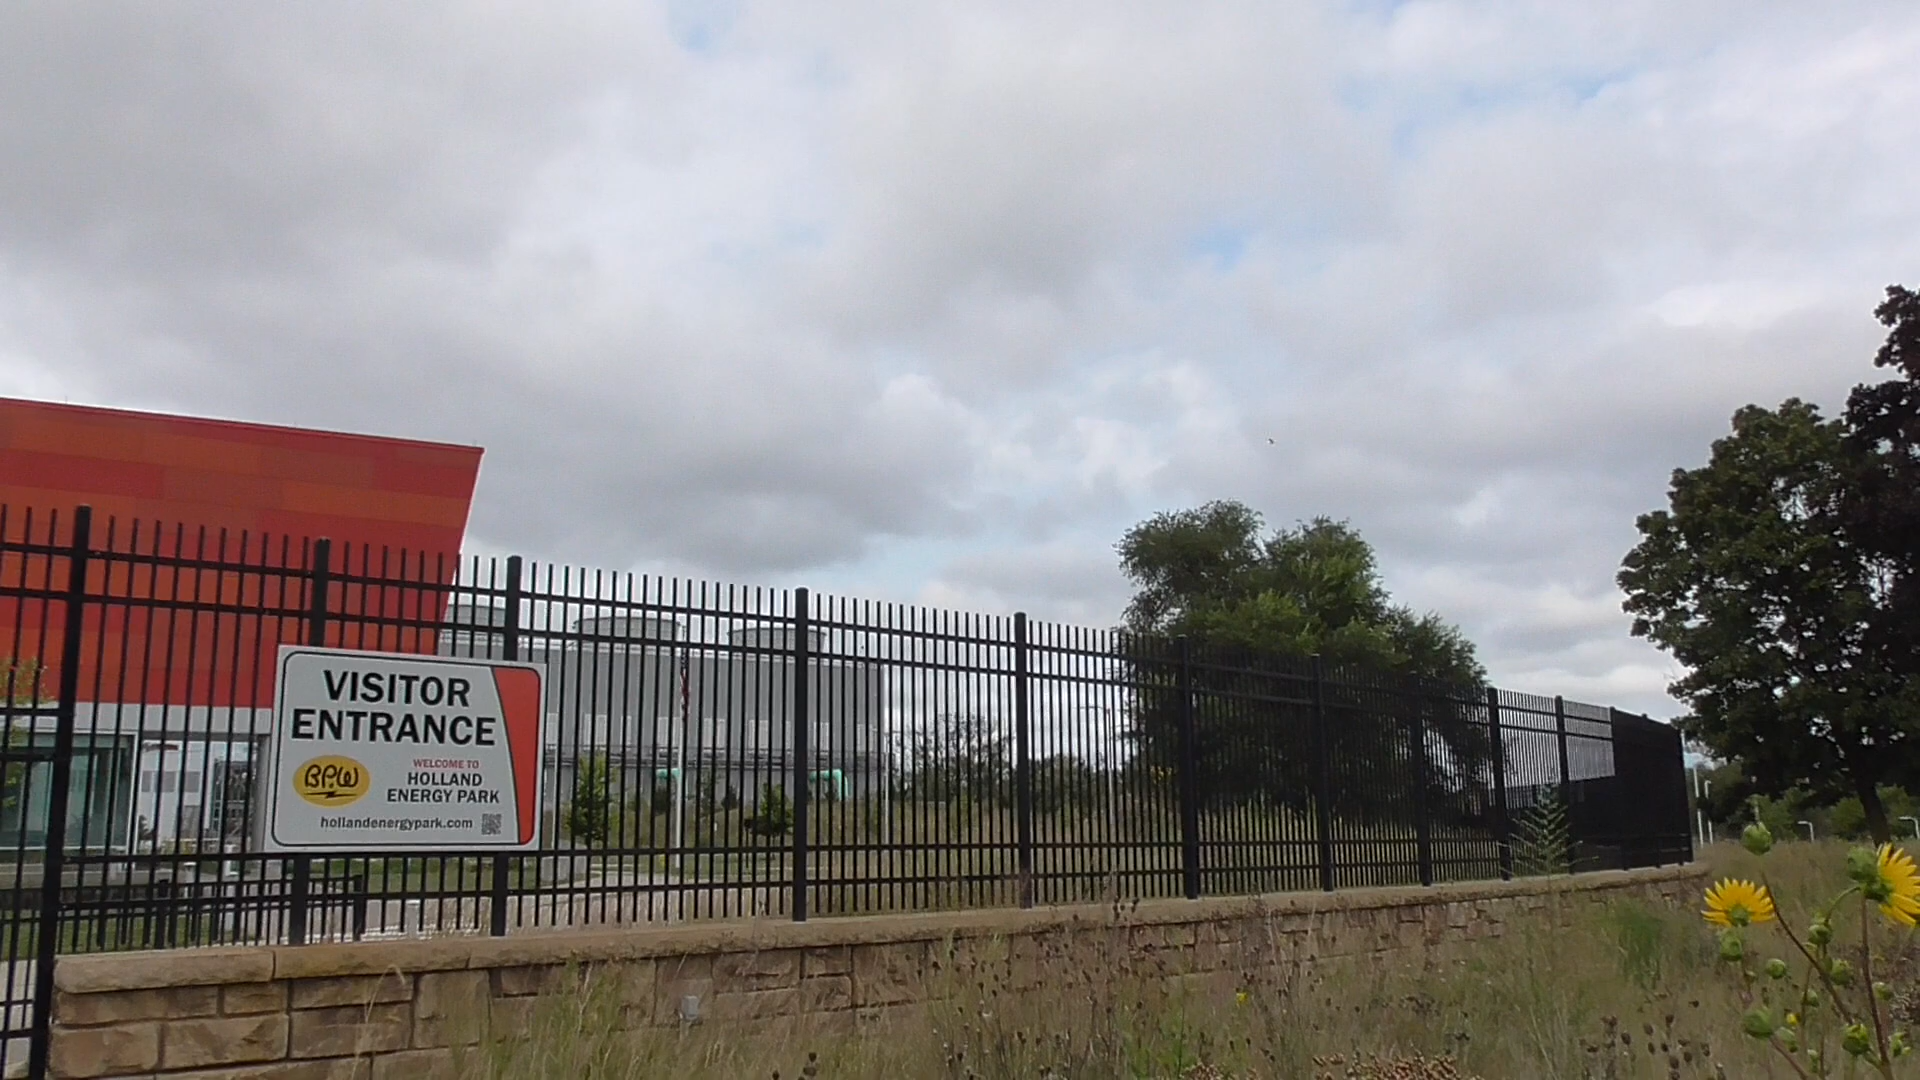 VISITOR
ENTRANCE
BPW
WELCOME TO
HOLLAND
ENERGY PARK
hollandenergypark.com